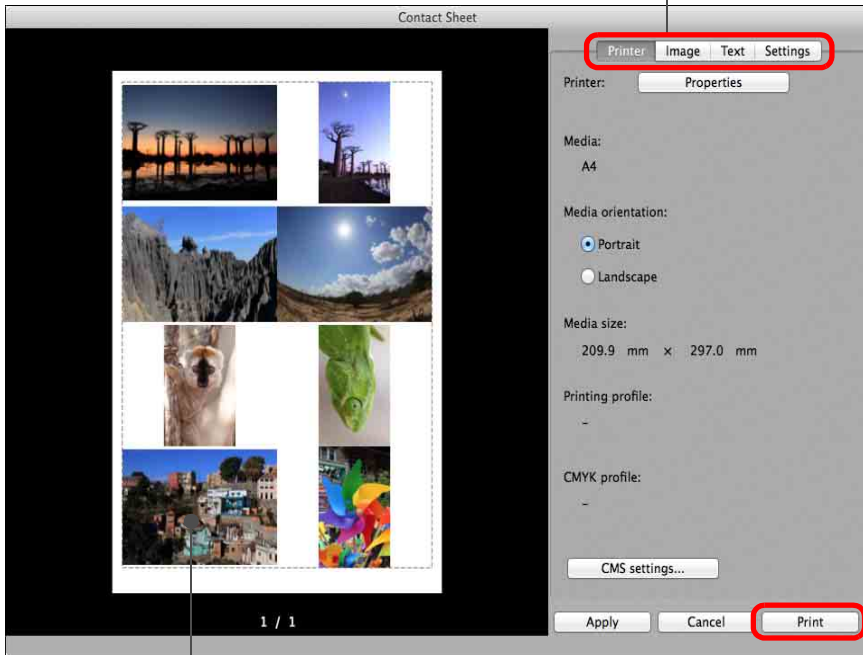 Contact Sheet
Printer Image Text Settings
Printer: Properties
Media:
A4
Media orientation:
Portrait
Landscape
Media size:
209.9 mm × 297.0 mm
Printing profile:
-
CMYK profile:
-
CMS settings...
1 / 1
Apply Cancel Print